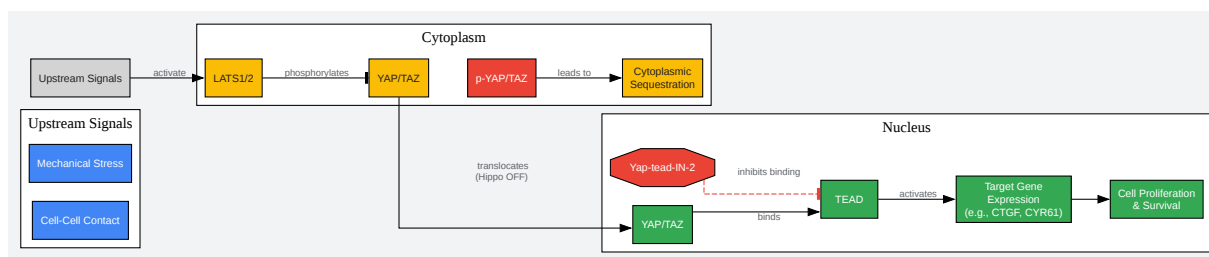 Cytoplasm
Upstream Signals
activate
LATS1/2
phosphorylates
YAP/TAZ
p-YAP/TAZ
leads to
Cytoplasmic
Sequestration
Upstream Signals
Mechanical Stress
Cell-Cell Contact
translocates
(Hippo OFF)
Nucleus
Yap-tead-IN-2
inhibits binding
YAP/TAZ
binds
TEAD
activates
Target Gene
Expression
(e.g., CTGF, CYR61)
Cell Proliferation
& Survival